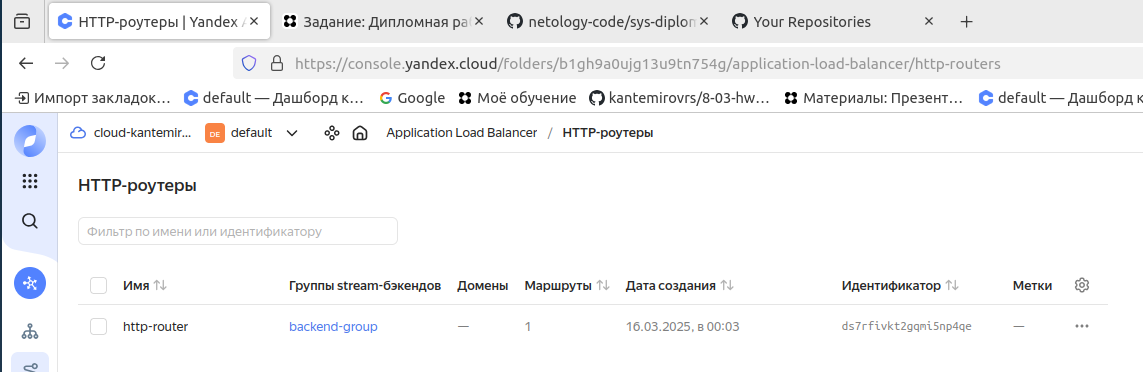 HTTP-роутеры | Yandex A
Задание: Дипломная ра
netology-code/sys-diplon
Your Repositories
https://console.yandex.cloud/folders/b1gh9a0ujg13u9tn754g/application-load-balancer/http-routers
Импорт закладок…
default — Дашборд к…
Google
Моё обучение
kantemirovrs/8-03-hw…
Материалы: Презент…
default — Дашборд к
cloud-kantemir...
DE
default
Application Load Balancer / HTTP-роутеры
HTTP-роутеры
Фильтр по имени или идентификатору
Имя Группы stream-бэкендов Домены Маршруты Дата создания Идентификатор Метки
http-router backend-group — 1 16.03.2025, в 00:03 ds7rfivkt2gqmi5np4qe —